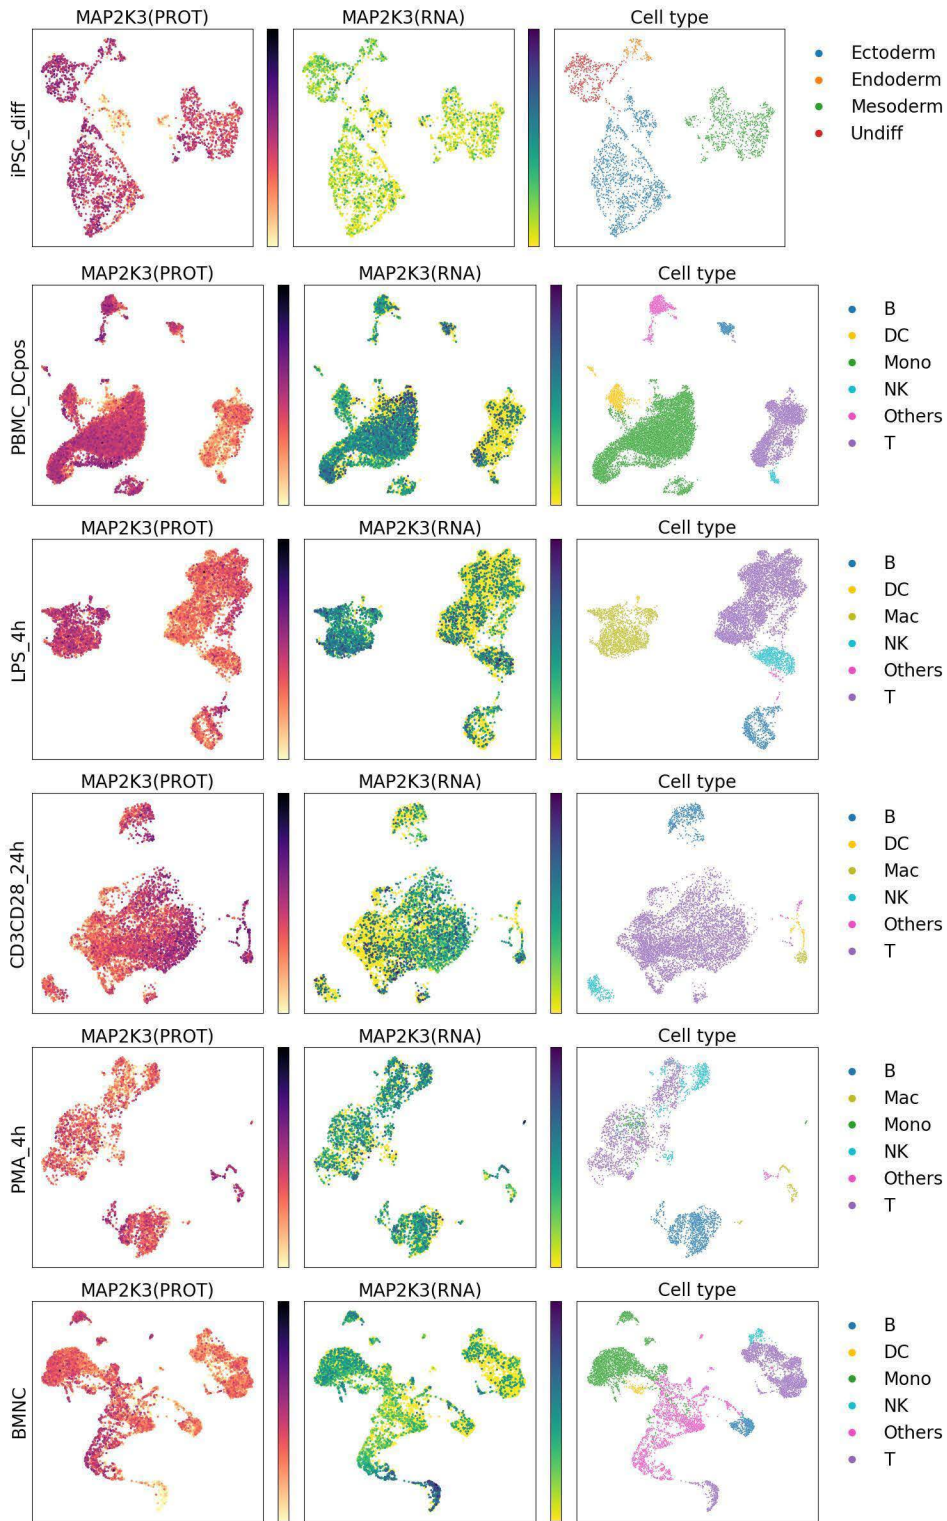 MAP2K3(PROT) MAP2K3(RNA) Cell type
iPSC_diff
Ectoderm
Endoderm
Mesoderm
Undiff
MAP2K3(PROT) MAP2K3(RNA) Cell type
PBMC_DCpos
B
DC
Mono
NK
Others
T
MAP2K3(PROT) MAP2K3(RNA) Cell type
LPS_4h
B
DC
Mac
NK
Others
T
MAP2K3(PROT) MAP2K3(RNA) Cell type
CD3CD28_24h
B
DC
Mac
NK
Others
T
MAP2K3(PROT) MAP2K3(RNA) Cell type
PMA_4h
B
Mac
Mono
NK
Others
T
MAP2K3(PROT) MAP2K3(RNA) Cell type
BMNC
B
DC
Mono
NK
Others
T